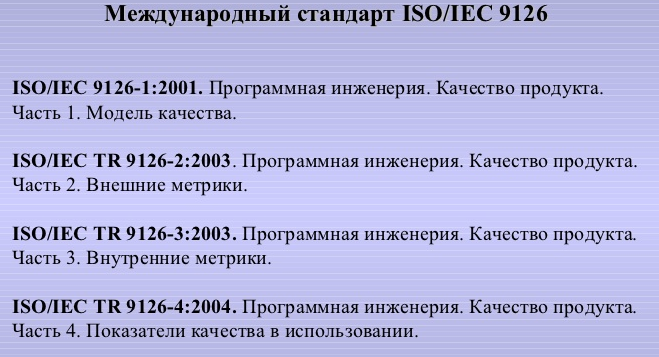 Международный стандарт ISO/IEC 9126
ISO/IEC 9126-1:2001. Программная инженерия. Качество продукта.
Часть 1. Модель качества.
ISO/IEC TR 9126-2:2003. Программная инженерия. Качество продукта.
Часть 2. Внешние метрики.
ISO/IEC TR 9126-3:2003. Программная инженерия. Качество продукта.
Часть 3. Внутренние метрики.
ISO/IEC TR 9126-4:2004. Программная инженерия. Качество продукта.
Часть 4. Показатели качества в использовании.